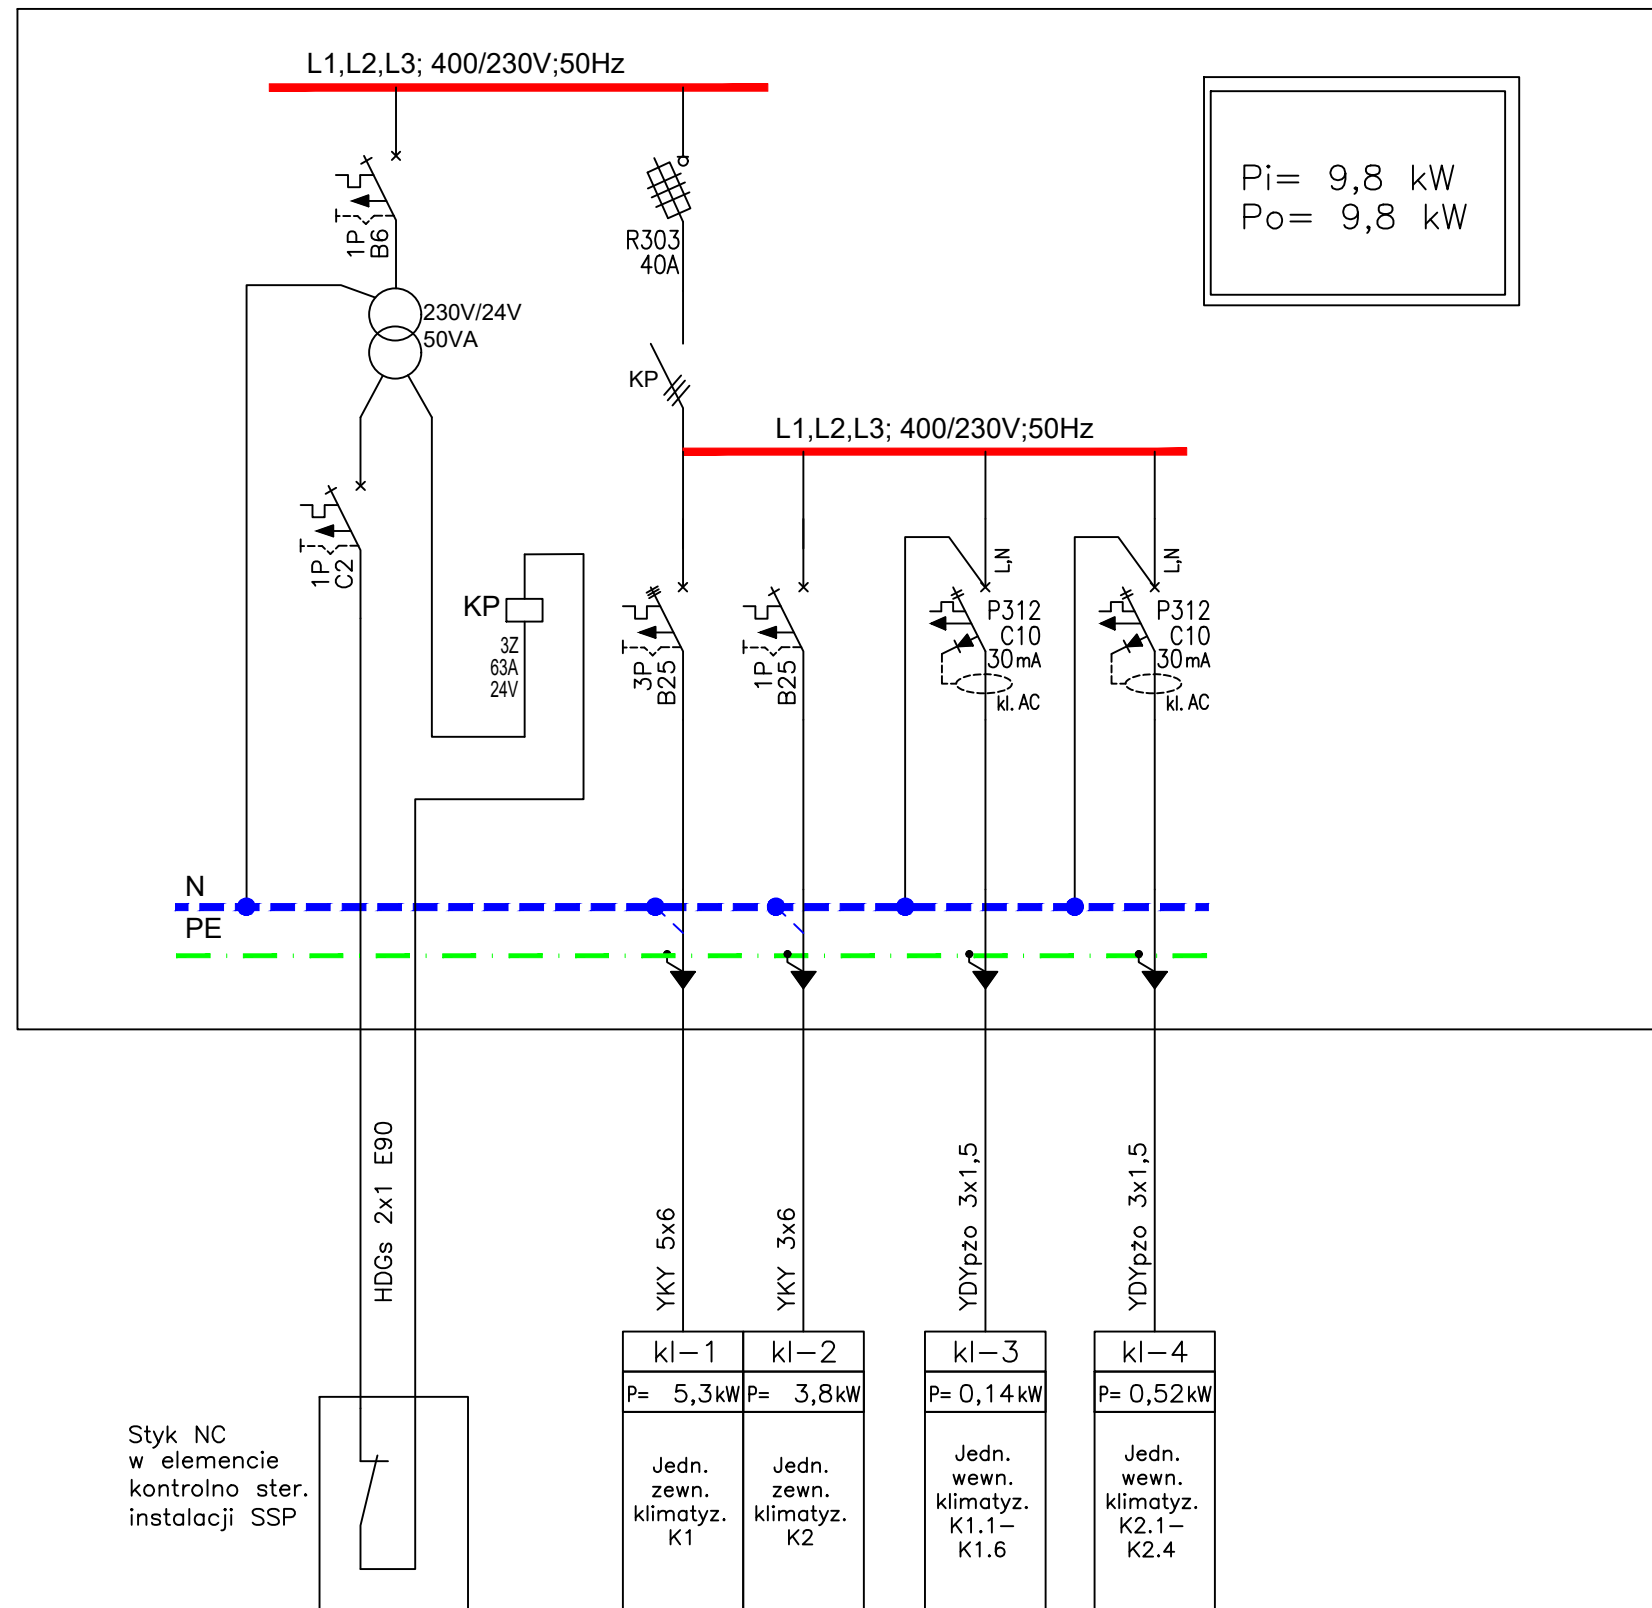 L1,L2,L3; 400/230V;50Hz
Pi= 9,8 kW
Po= 9,8 kW
1P
B6
R303
40A
230V/24V
50VA
KP
L1,L2,L3; 400/230V;50Hz
1P
C2
KP
3Z
63A
24V
3P
B25
1P
B25
L,N
P312
C10
30mA
kl. AC
L,N
P312
C10
30mA
kl. AC
N
PE
HDGs 2x1 E90
YKY 5x6
YKY 3x6
YDYpżo 3x1,5
YDYpżo 3x1,5
Styk NC
w elemencie
kontrolno ster.
instalacji SSP
kl-1
P= 5,3kW
Jedn.
zewn.
klimatyz.
K1
kl-2
P= 3,8kW
Jedn.
zewn.
klimatyz.
K2
kl-3
P= 0,14kW
Jedn.
wewn.
klimatyz.
K1.1-
K1.6
kl-4
P= 0,52kW
Jedn.
wewn.
klimatyz.
K2.1-
K2.4